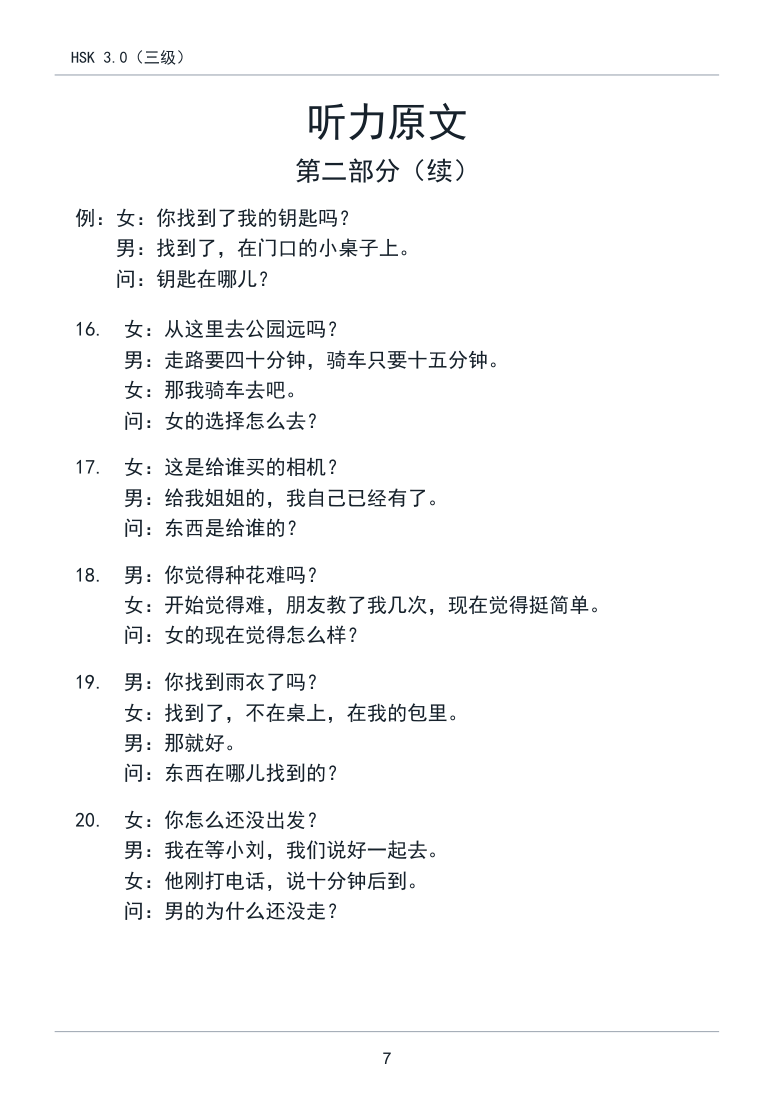 HSK 3.0（三级）
听力原文
第二部分（续）
例：女：你找到了我的钥匙吗？
男：找到了，在门口的小桌子上。
问：钥匙在哪儿？
16. 女：从这里去公园远吗？
男：走路要四十分钟，骑车只要十五分钟。
女：那我骑车去吧。
问：女的选择怎么去？
17. 女：这是给谁买的相机？
男：给我姐姐的，我自己已经有了。
问：东西是给谁的？
18. 男：你觉得种花难吗？
女：开始觉得难，朋友教了我几次，现在觉得挺简单。
问：女的现在觉得怎么样？
19. 男：你找到雨衣了吗？
女：找到了，不在桌上，在我的包里。
男：那就好。
问：东西在哪儿找到的？
20. 女：你怎么还没出发？
男：我在等小刘，我们说好一起去。
女：他刚打电话，说十分钟后到。
问：男的为什么还没走？
7